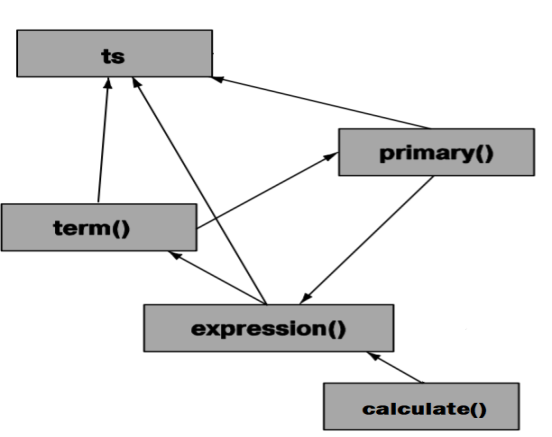 ts
primary()
term()
expression()
calculate()